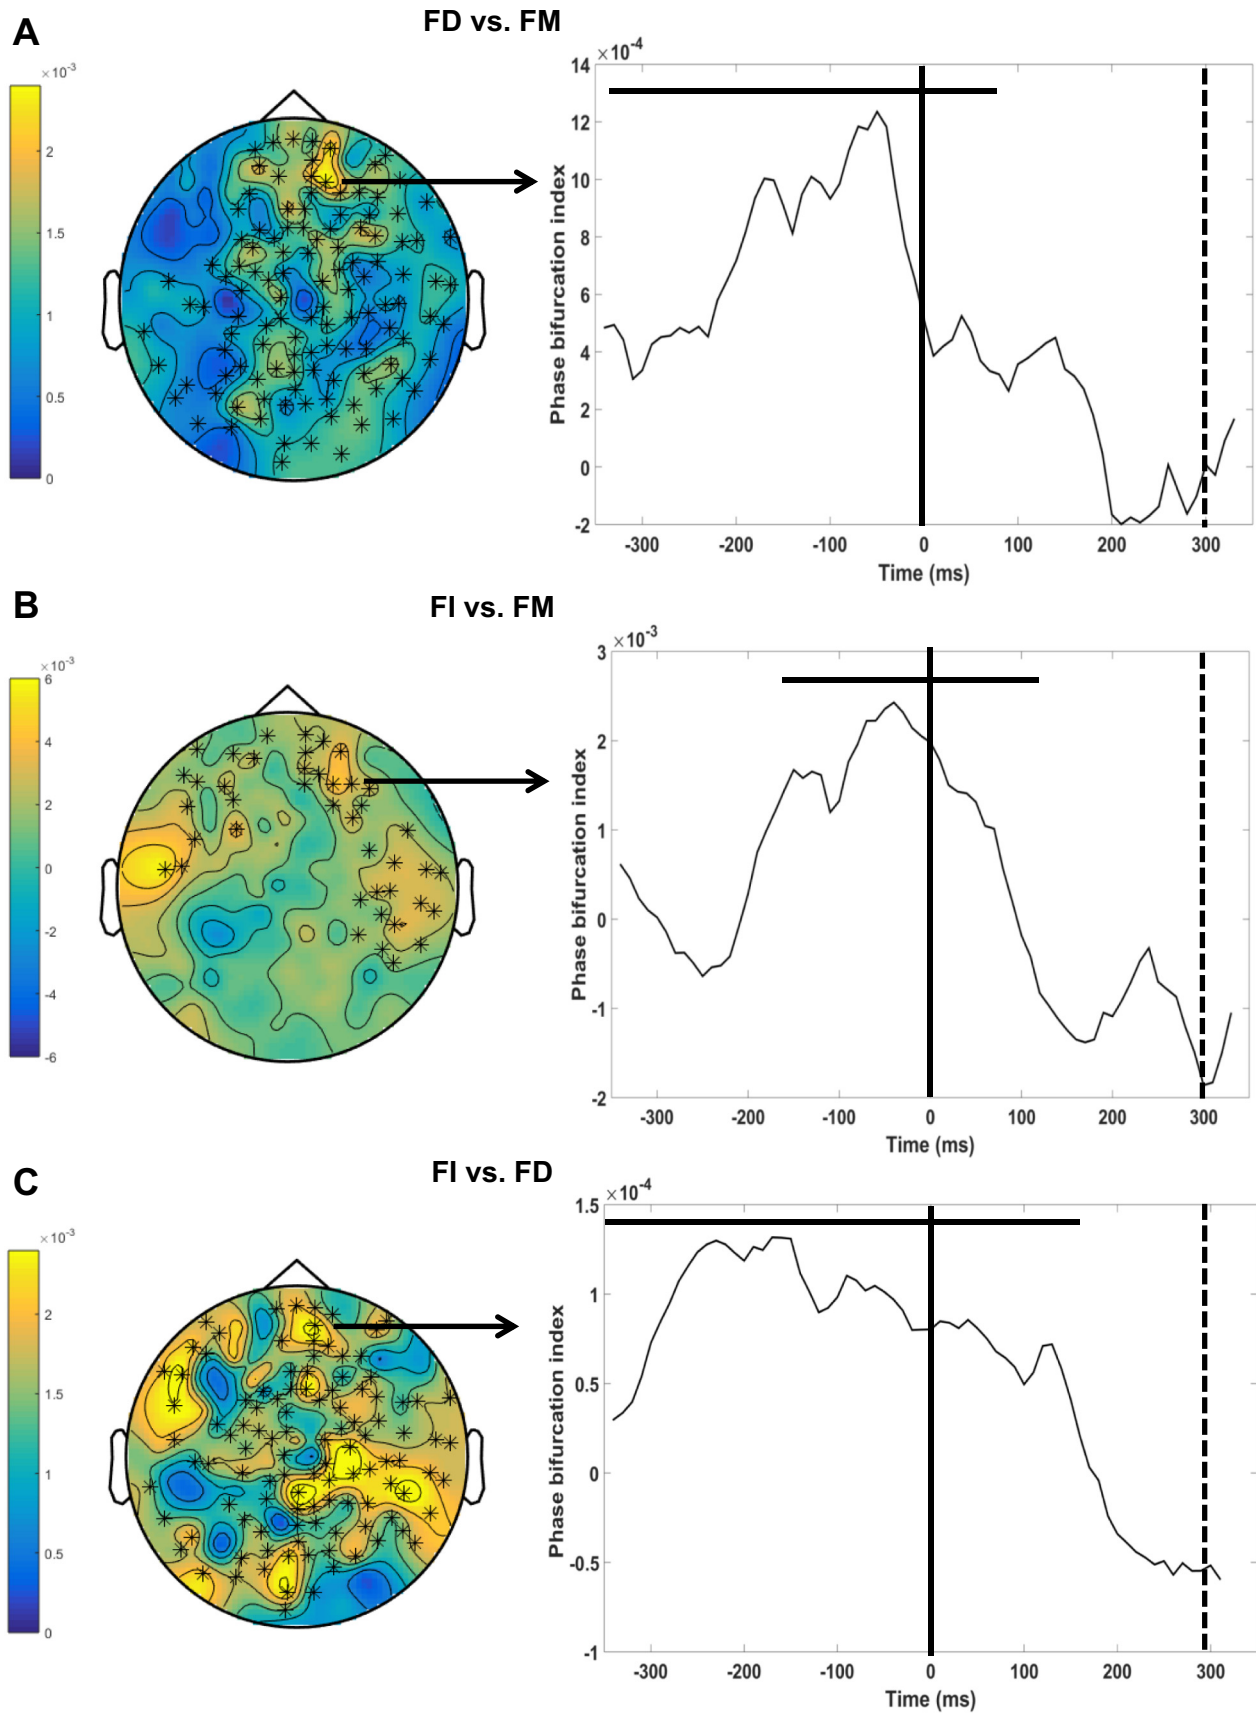 A
FD vs. FM
×10⁻³
2
1.5
1
0.5
0
×10⁻⁴
14
12
10
8
6
4
2
0
-2
Phase bifurcation index
-300 -200 -100 0 100 200 300
Time (ms)
B
FI vs. FM
×10⁻³
6
4
2
0
-2
-4
-6
×10⁻³
3
2
1
0
-1
-2
Phase bifurcation index
-300 -200 -100 0 100 200 300
Time (ms)
C
FI vs. FD
×10⁻³
2
1.5
1
0.5
0
×10⁻⁴
1.5
1
0.5
0
-0.5
-1
Phase bifurcation index
-300 -200 -100 0 100 200 300
Time (ms)